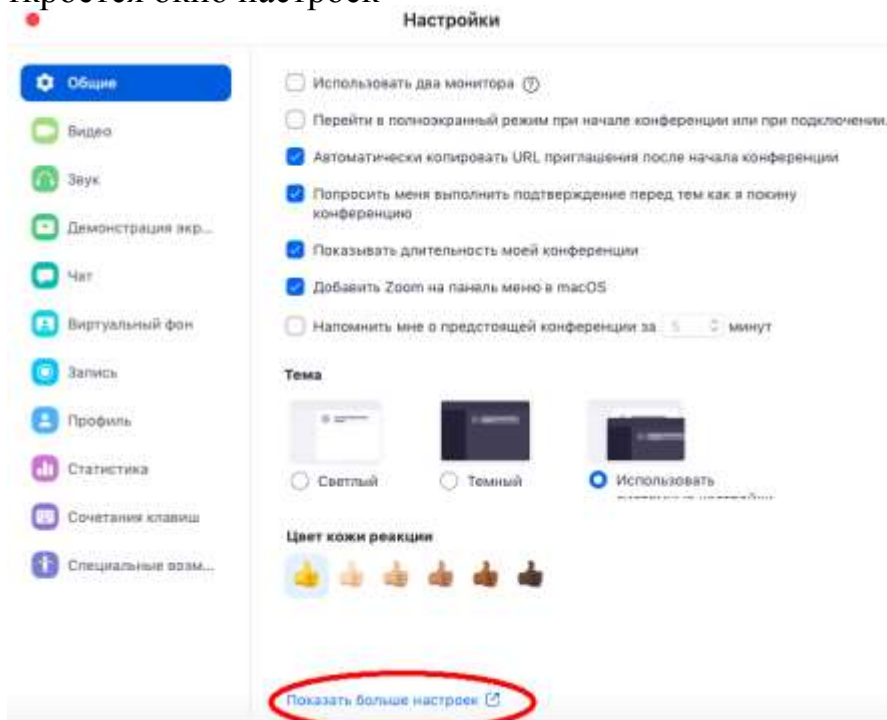 ткроется окно настроек
Настройки
Общие
Видео
Звук
Демонстрация экр...
Чат
Виртуальный фон
Запись
Профиль
Статистика
Сочетания клавиш
Специальные возм...
Использовать два монитора ?
Перейти в полноэкранный режим при начале конференции или при подключении.
Автоматически копировать URL приглашения после начала конференции
Попросить меня выполнить подтверждение перед тем как я покину
конференцию
Показывать длительность моей конференции
Добавить Zoom на панель меню в macOS
Напомнить мне о предстоящей конференции за 5 минут
Тема
Светлый
Темный
Использовать
Цвет кожи реакции
Показать больше настроек